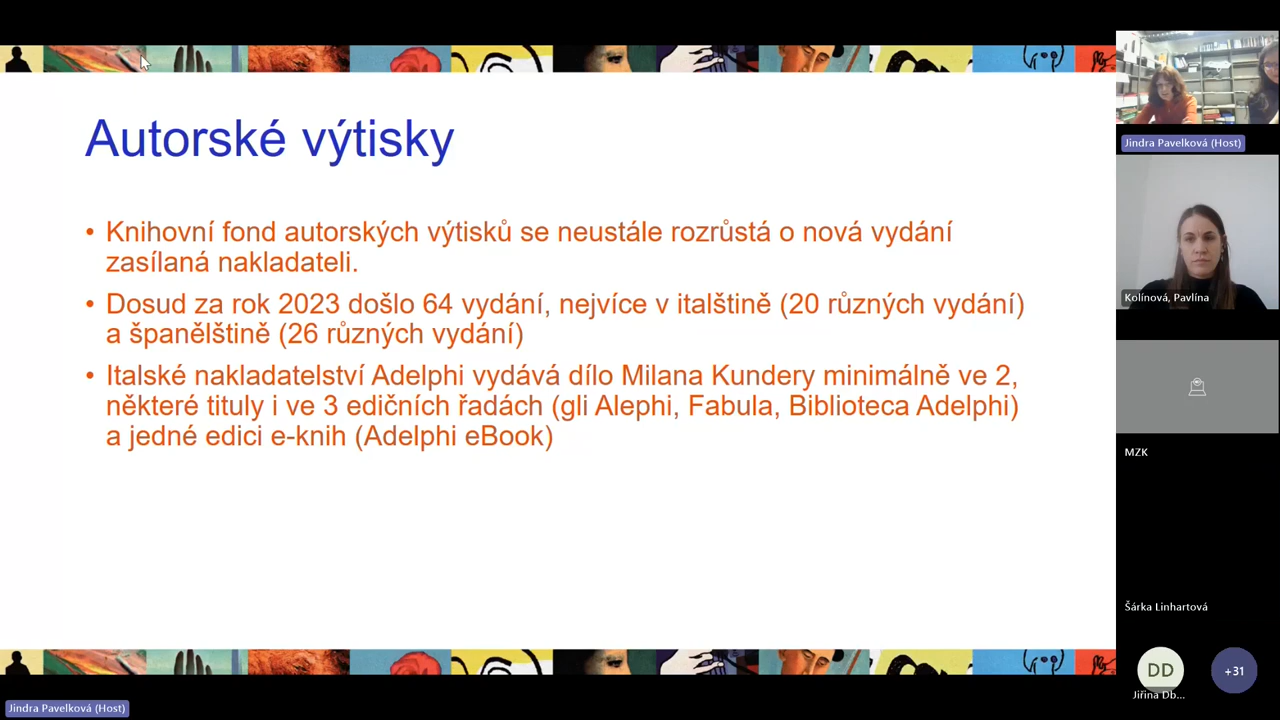 Autorské výtisky
• Knihovní fond autorských výtisků se neustále rozrůstá o nová vydání
zasílaná nakladateli.
• Dosud za rok 2023 došlo 64 vydání, nejvíce v italštině (20 různých vydání)
a španělštině (26 různých vydání)
• Italské nakladatelství Adelphi vydává dílo Milana Kundery minimálně ve 2,
některé tituly i ve 3 edičních řadách (gli Alephi, Fabula, Biblioteca Adelphi)
a jedné edici e-knih (Adelphi eBook)
Jindra Pavelková (Host)
Kolínová, Pavlína
MZK
Šárka Linhartová
DD
Jiřina Db...
+31
Jindra Pavelková (Host)